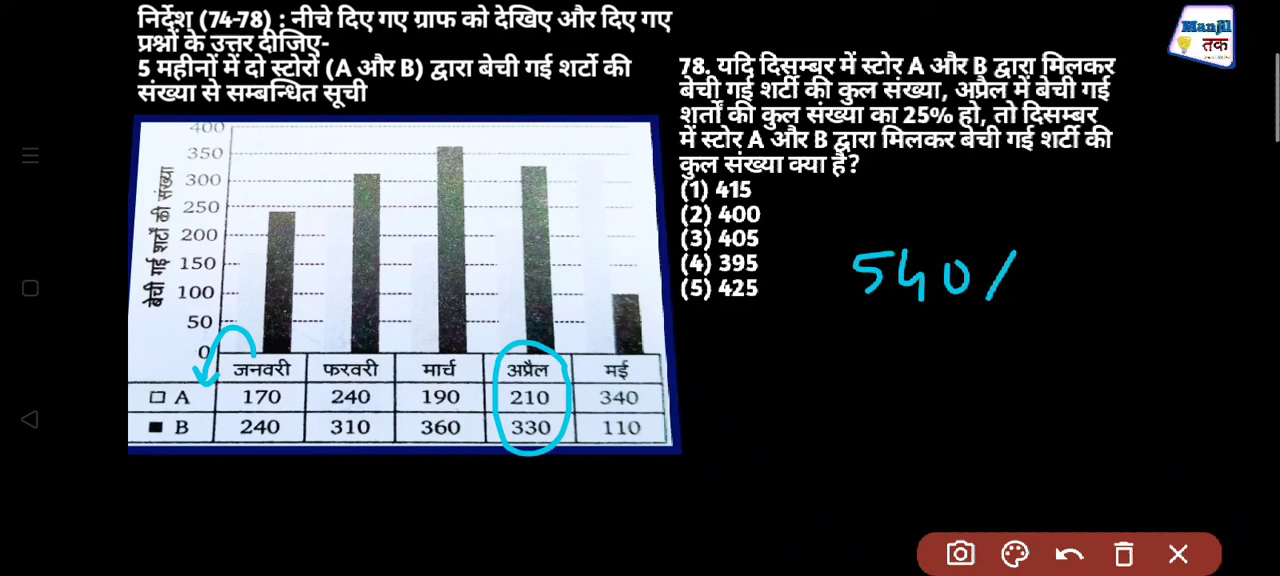 निर्देश (74-78) : नीचे दिए गए ग्राफ को देखिए और दिए गए
प्रश्नों के उत्तर दीजिए-
5 महीनों में दो स्टोरों (A और B) द्वारा बेची गई शर्टो की
संख्या से सम्बन्धित सूची
Manjil
तक
78. यदि दिसम्बर में स्टोर A और B द्वारा मिलकर
बेची गई शर्टी की कुल संख्या, अप्रैल में बेची गई
शर्तों की कुल संख्या का 25% हो, तो दिसम्बर
में स्टोर A और B द्वारा मिलकर बेची गई शर्टी की
कुल संख्या क्या है?
(1) 415
(2) 400
(3) 405
(4) 395
(5) 425
540/
बेची गई शर्टों की संख्या
400
350
300
250
200
150
100
50
0
जनवरी फरवरी मार्च अप्रैल मई
A 170 240 190 210 340
B 240 310 360 330 110